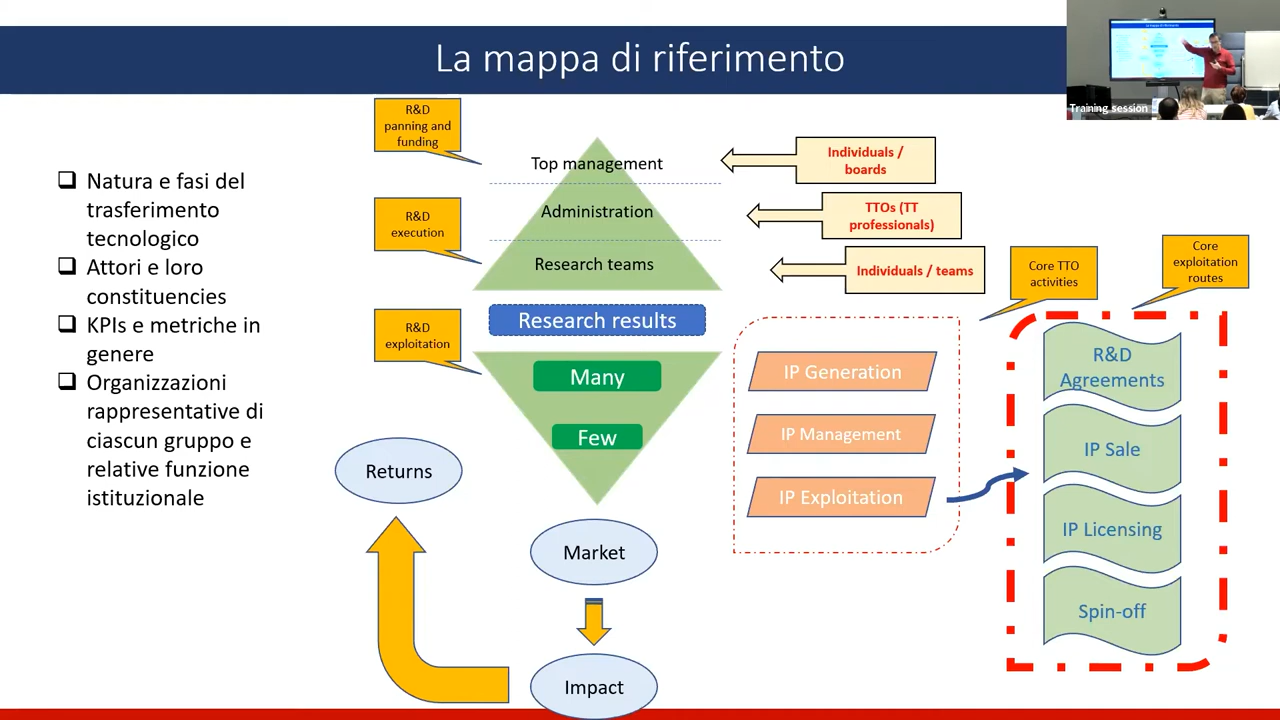 La mappa di riferimento
Training session
Natura e fasi del
trasferimento
tecnologico
Attori e loro
constituencies
KPIs e metriche in
genere
Organizzazioni
rappresentative di
ciascun gruppo e
relative funzione
istituzionale
R&D
panning and
funding
R&D
execution
R&D
exploitation
Top management
Administration
Research teams
Individuals /
boards
TTOs (TT
professionals)
Individuals / teams
Research results
Many
Few
Returns
Market
Impact
Core TTO
activities
IP Generation
IP Management
IP Exploitation
Core
exploitation
routes
R&D
Agreements
IP Sale
IP Licensing
Spin-off